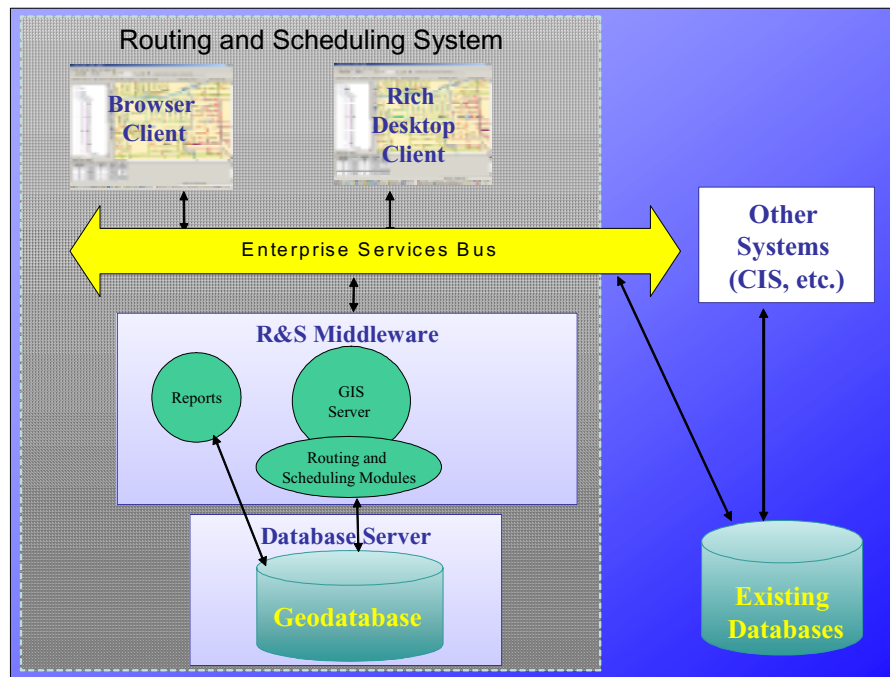 Routing and Scheduling System
Browser
Client
Rich
Desktop
Client
Enterprise Services Bus
Other
Systems
(CIS, etc.)
R&S Middleware
Reports
GIS
Server
Routing and
Scheduling Modules
Database Server
Geodatabase
Existing
Databases